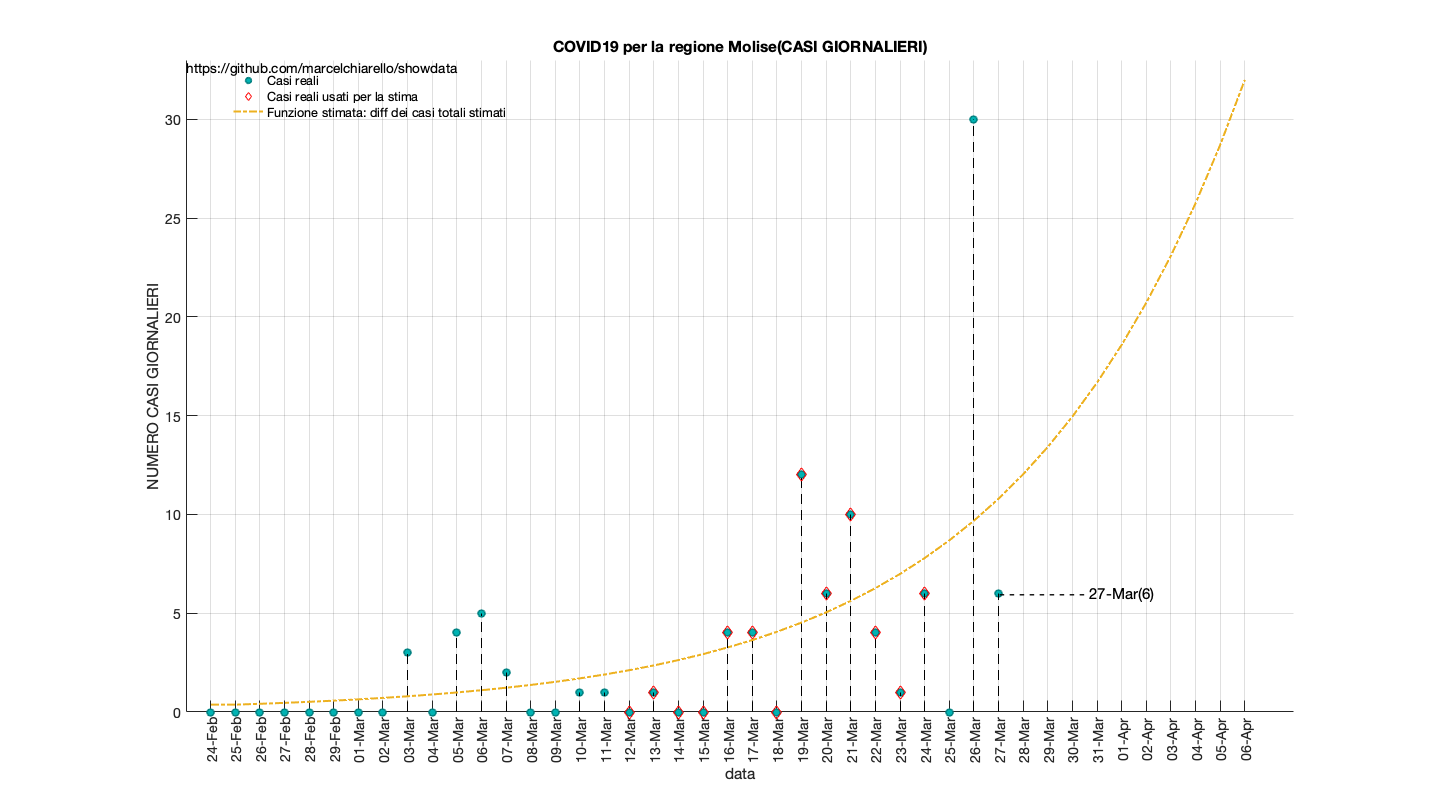 COVID19 per la regione Molise(CASI GIORNALIERI)
https://github.com/marcelchiarello/showdata
Casi reali
Casi reali usati per la stima
Funzione stimata: diff dei casi totali stimati
NUMERO CASI GIORNALIERI
30
25
20
15
10
5
0
27-Mar(6)
24-Feb
25-Feb
26-Feb
27-Feb
28-Feb
29-Feb
01-Mar
02-Mar
03-Mar
04-Mar
05-Mar
06-Mar
07-Mar
08-Mar
09-Mar
10-Mar
11-Mar
12-Mar
13-Mar
14-Mar
15-Mar
16-Mar
17-Mar
18-Mar
19-Mar
20-Mar
21-Mar
22-Mar
23-Mar
24-Mar
25-Mar
26-Mar
27-Mar
28-Mar
29-Mar
30-Mar
31-Mar
01-Apr
02-Apr
03-Apr
04-Apr
05-Apr
06-Apr
data